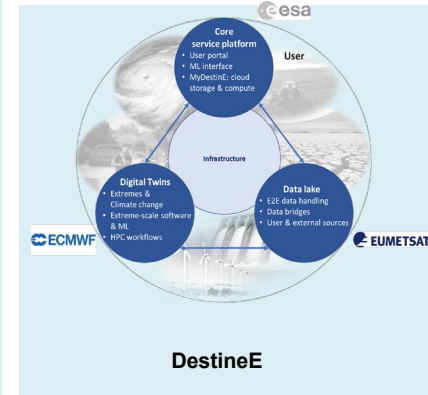 esa
Core
service platform
• User portal
• ML interface
• MyDestinE: cloud
storage & compute
User
Infrastructure
Digital Twins
• Extremes &
Climate change
• Extreme-scale software
& ML
• HPC workflows
Data lake
• E2E data handling
• Data bridges
• User & external sources
ECMWF
EUMETSAT
DestineE